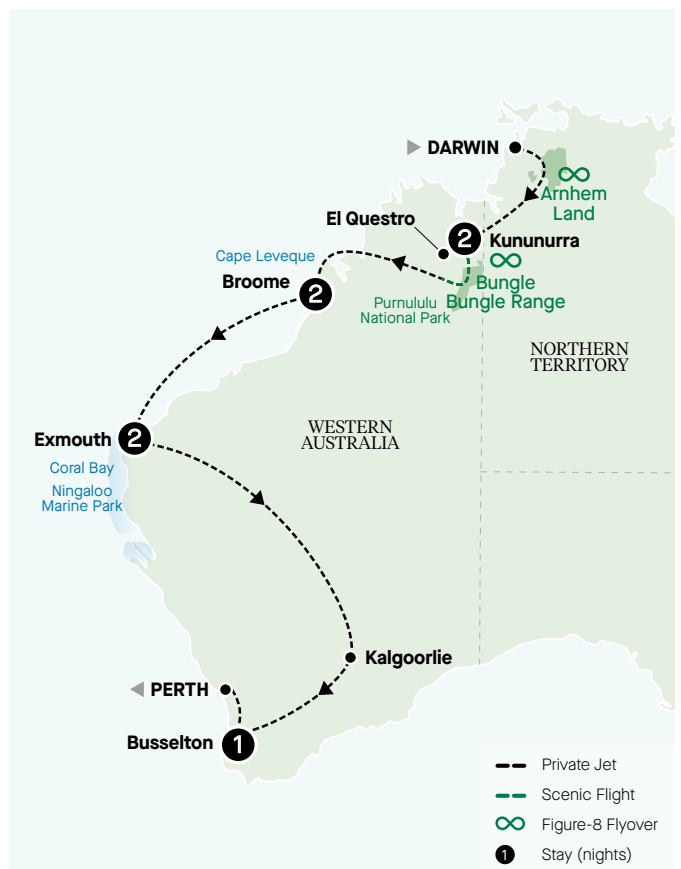 DARWIN
Arnhem
Land
El Questro
2
Kununurra
Cape Leveque
Broome
2
Bungle
Bungle Range
Purnululu
National Park
NORTHERN
TERRITORY
WESTERN
AUSTRALIA
Exmouth
2
Coral Bay
Ningaloo
Marine Park
Kalgoorlie
PERTH
Busselton
1
Private Jet
Scenic Flight
Figure-8 Flyover
1
Stay (nights)